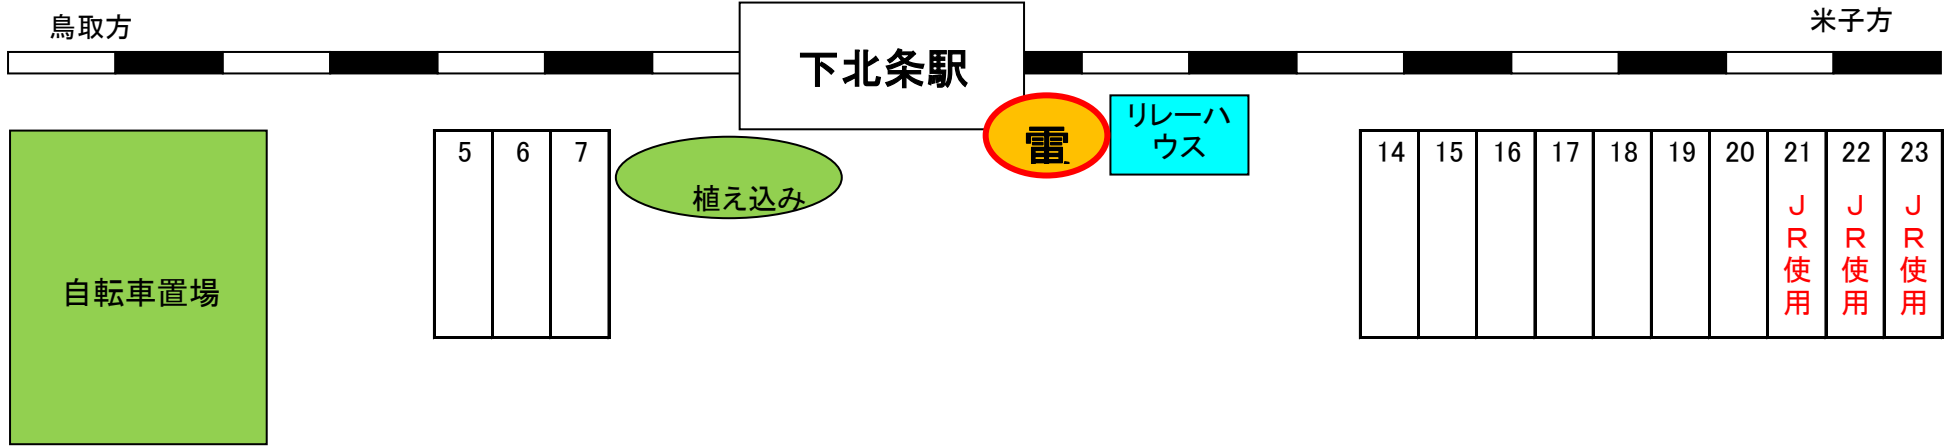 鳥取方
米子方
下北条駅
リレーハ
ウス
5 6 7
植え込み
14 15 16 17 18 19 20 21 22 23
ＪＲ使用 ＪＲ使用 ＪＲ使用
自転車置場